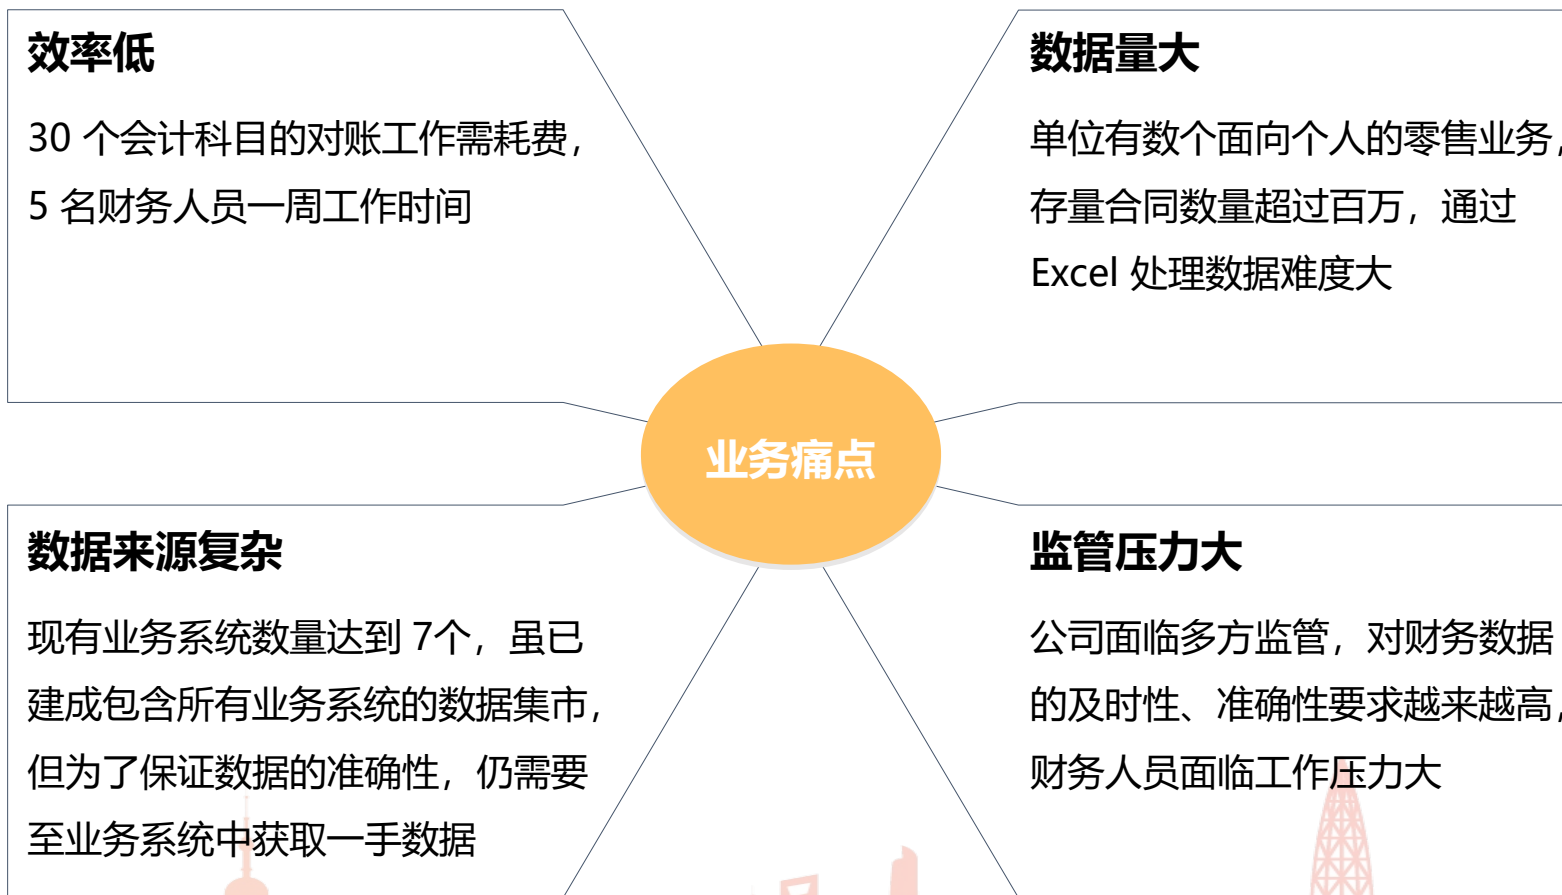 效率低
30 个会计科目的对账工作需耗费，
5 名财务人员一周工作时间
数据量大
单位有数个面向个人的零售业务，
存量合同数量超过百万，通过
Excel 处理数据难度大
业务痛点
数据来源复杂
现有业务系统数量达到 7个，虽已
建成包含所有业务系统的数据集市，
但为了保证数据的准确性，仍需要
至业务系统中获取一手数据
监管压力大
公司面临多方监管，对财务数据
的及时性、准确性要求越来越高，
财务人员面临工作压力大